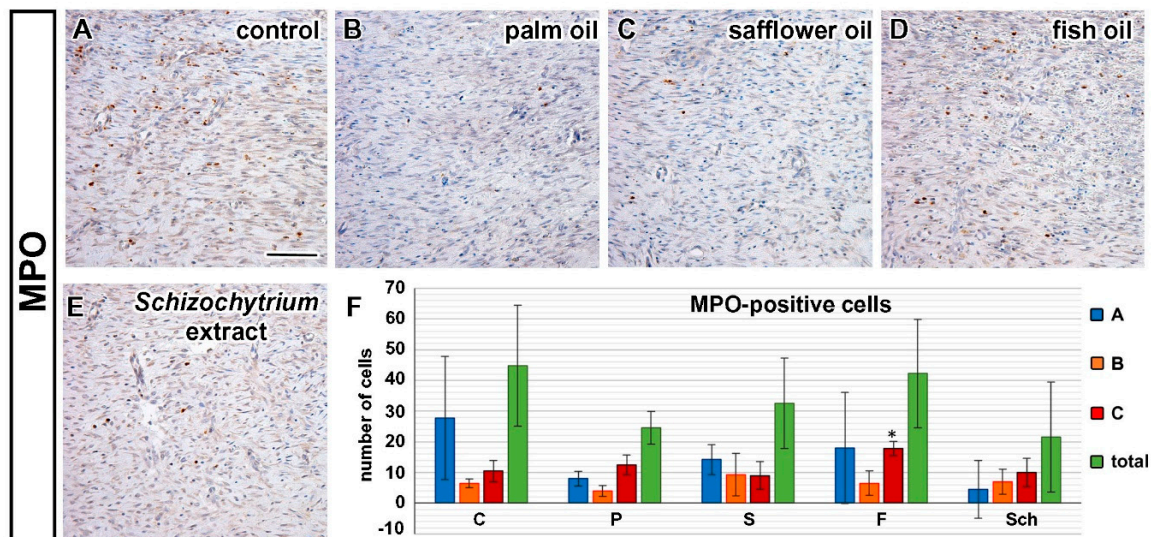 MPO
A control
B palm oil
C safflower oil
D fish oil
E Schizochytrium
extract
F MPO-positive cells
number of cells
70
60
50
40
30
20
10
0
-10
*
C P S F Sch
A
B
C
total